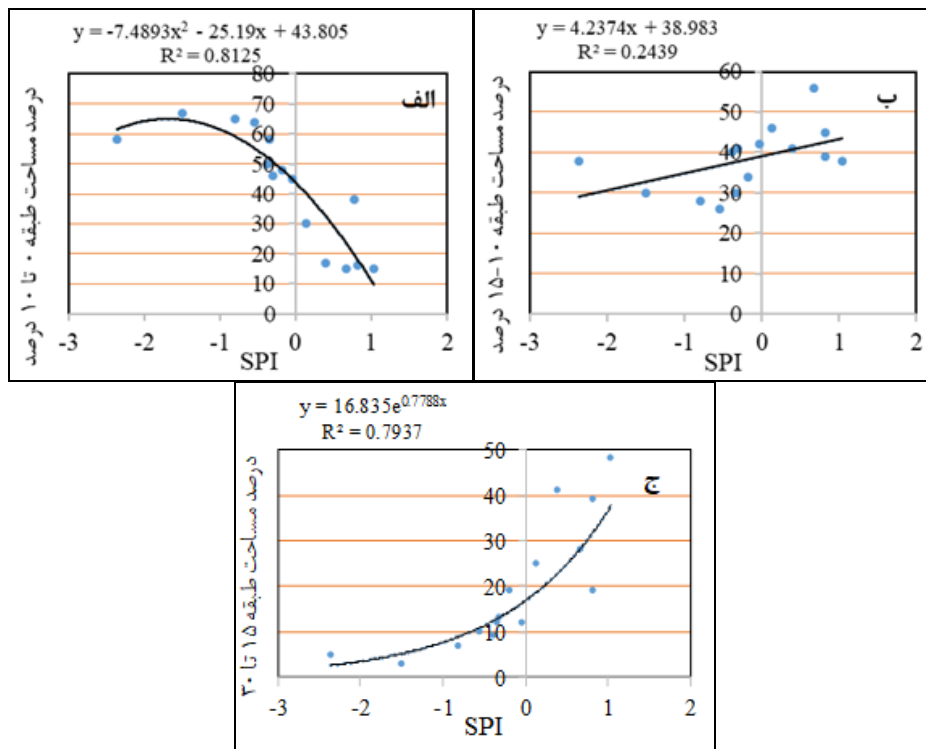 y = -7.4893x² - 25.19x + 43.805
R² = 0.8125
الف
درصد مساحت طبقه ۰ تا ۱۰ درصد
80
70
60
50
40
30
20
10
0
-3 -2 -1 0 1 2
SPI
y = 4.2374x + 38.983
R² = 0.2439
ب
درصد مساحت طبقه ۱۰-۱۵ درصد
60
50
40
30
20
10
0
-3 -2 -1 0 1 2
SPI
y = 16.835e^0.7788x
R² = 0.7937
ج
درصد مساحت طبقه ۱۵ تا ۳۰
50
40
30
20
10
0
-3 -2 -1 0 1 2
SPI